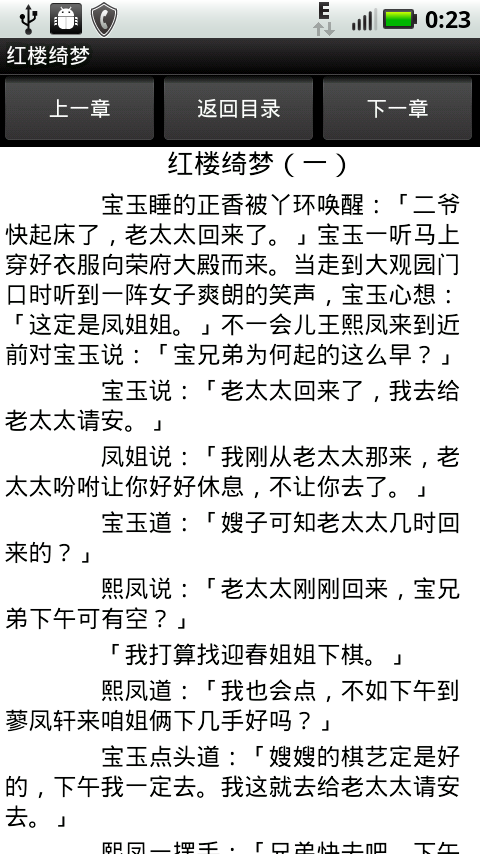 E
0:23
红楼绮梦
上一章
返回目录
下一章
红楼绮梦（一）
宝玉睡的正香被丫环唤醒：「二爷
快起床了，老太太回来了。」宝玉一听马上
穿好衣服向荣府大殿而来。当走到大观园门
口时听到一阵女子爽朗的笑声，宝玉心想：
「这定是凤姐姐。」不一会儿王熙凤来到近
前对宝玉说：「宝兄弟为何起的这么早？」
宝玉说：「老太太回来了，我去给
老太太请安。」
凤姐说：「我刚从老太太那来，老
太太吩咐让你好好休息，不让你去了。」
宝玉道：「嫂子可知老太太几时回
来的？」
熙凤说：「老太太刚刚回来，宝兄
弟下午可有空？」
「我打算找迎春姐姐下棋。」
熙凤道：「我也会点，不如下午到
蓼凤轩来咱姐俩下几手好吗？」
宝玉点头道：「嫂嫂的棋艺定是好
的，下午我一定去。我这就去给老太太请安
去。」
熙凤一摆手：「兄弟快去吧，下午